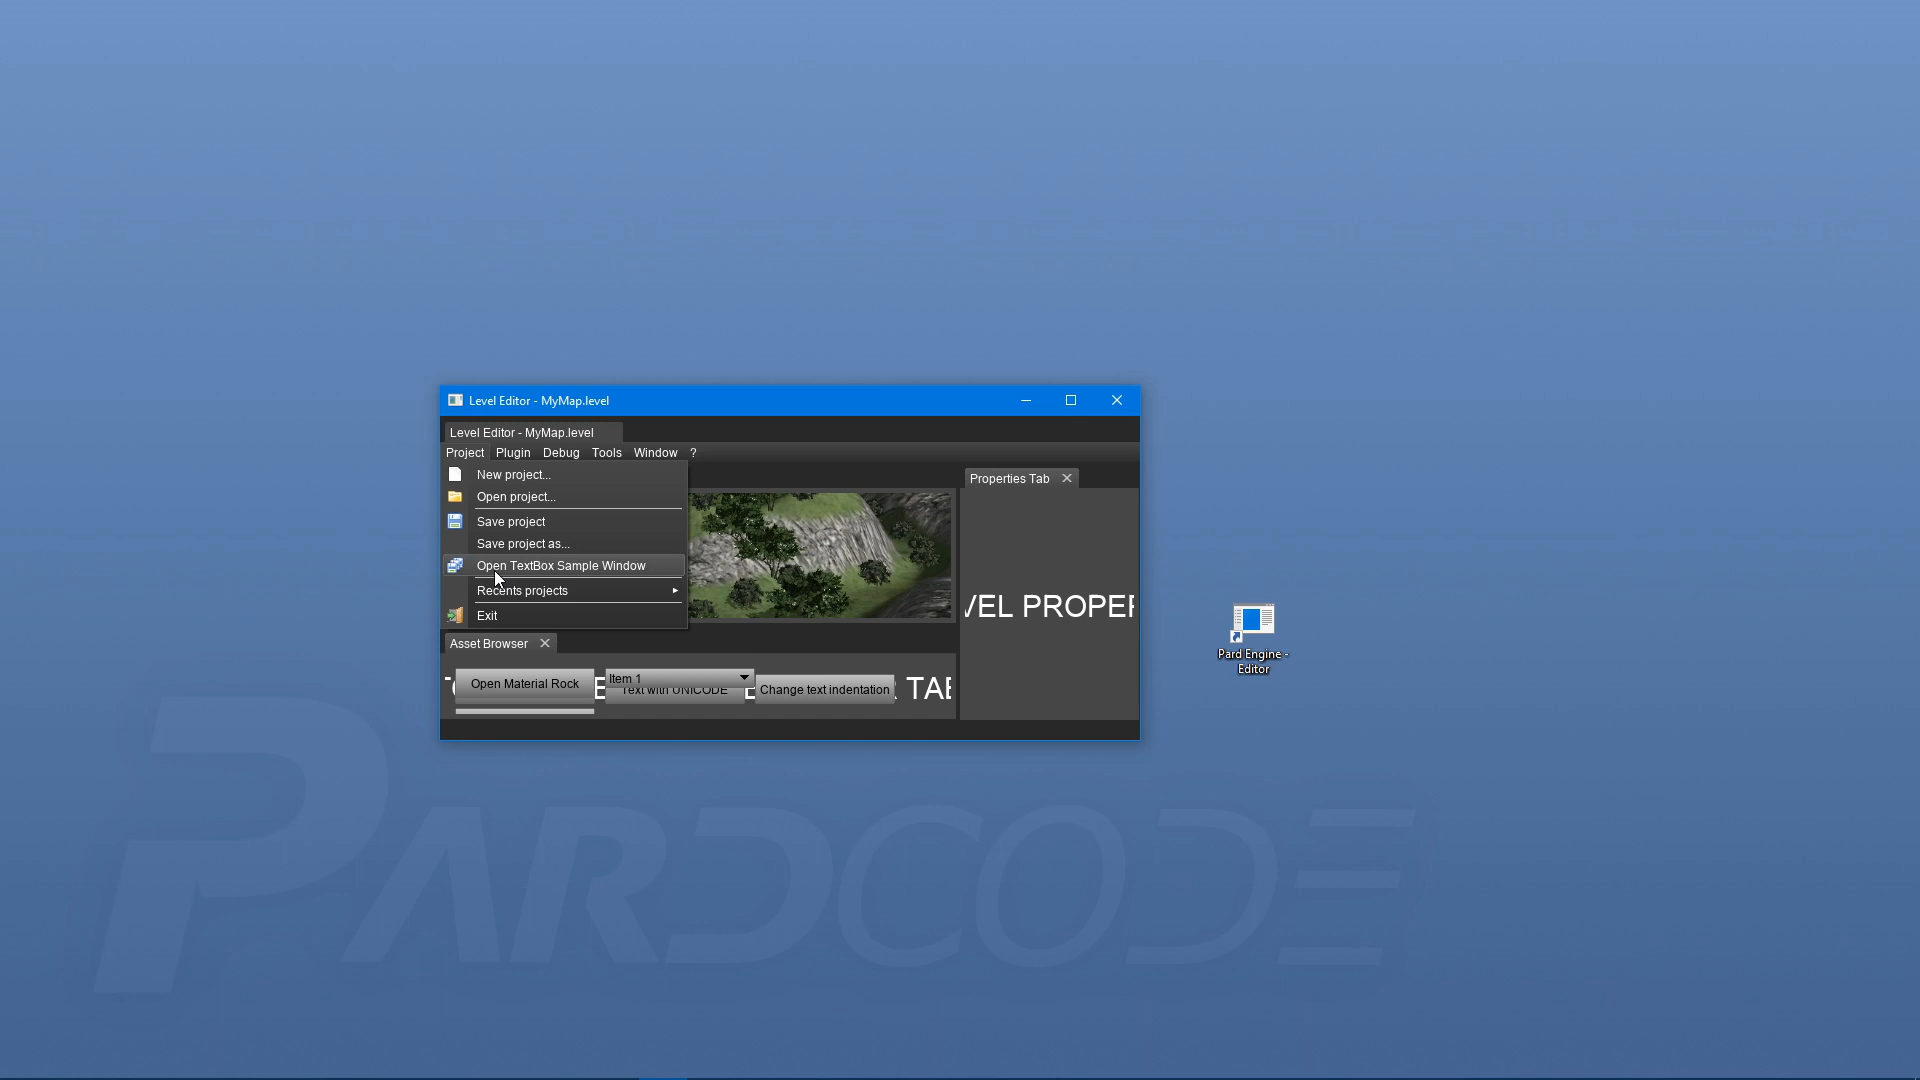 Level Editor - MyMap.level
Level Editor - MyMap.level
Project Plugin Debug Tools Window ?
New project...
Open project...
Save project
Save project as...
Open TextBox Sample Window
Recents projects
Exit
Properties Tab
VEL PROPER
Asset Browser
Open Material Rock
Item 1
Text with UNICODE
Change text indentation
TAB
Pard Engine -
Editor
PARDCODE